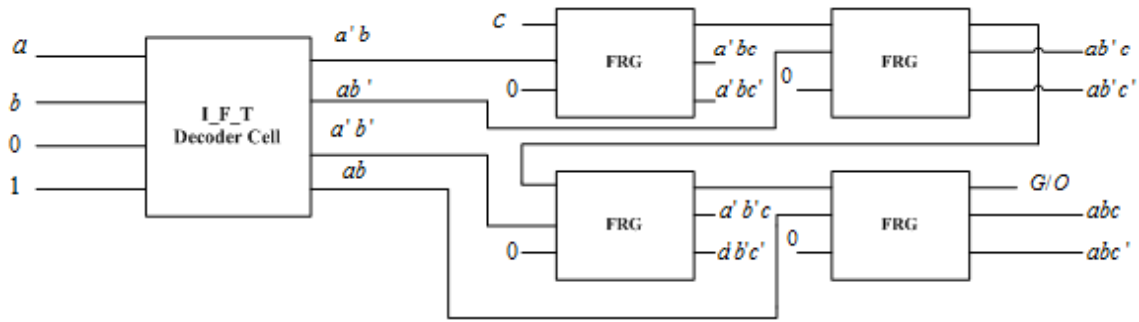 a
b
0
1
I_F_T
Decoder Cell
a' b
ab '
a' b'
ab
C
0
FRG
a' bc
a' bc'
0
FRG
ab' c
ab' c'
0
FRG
a' b' c
d b'c'
0
FRG
G/O
abc
abc '